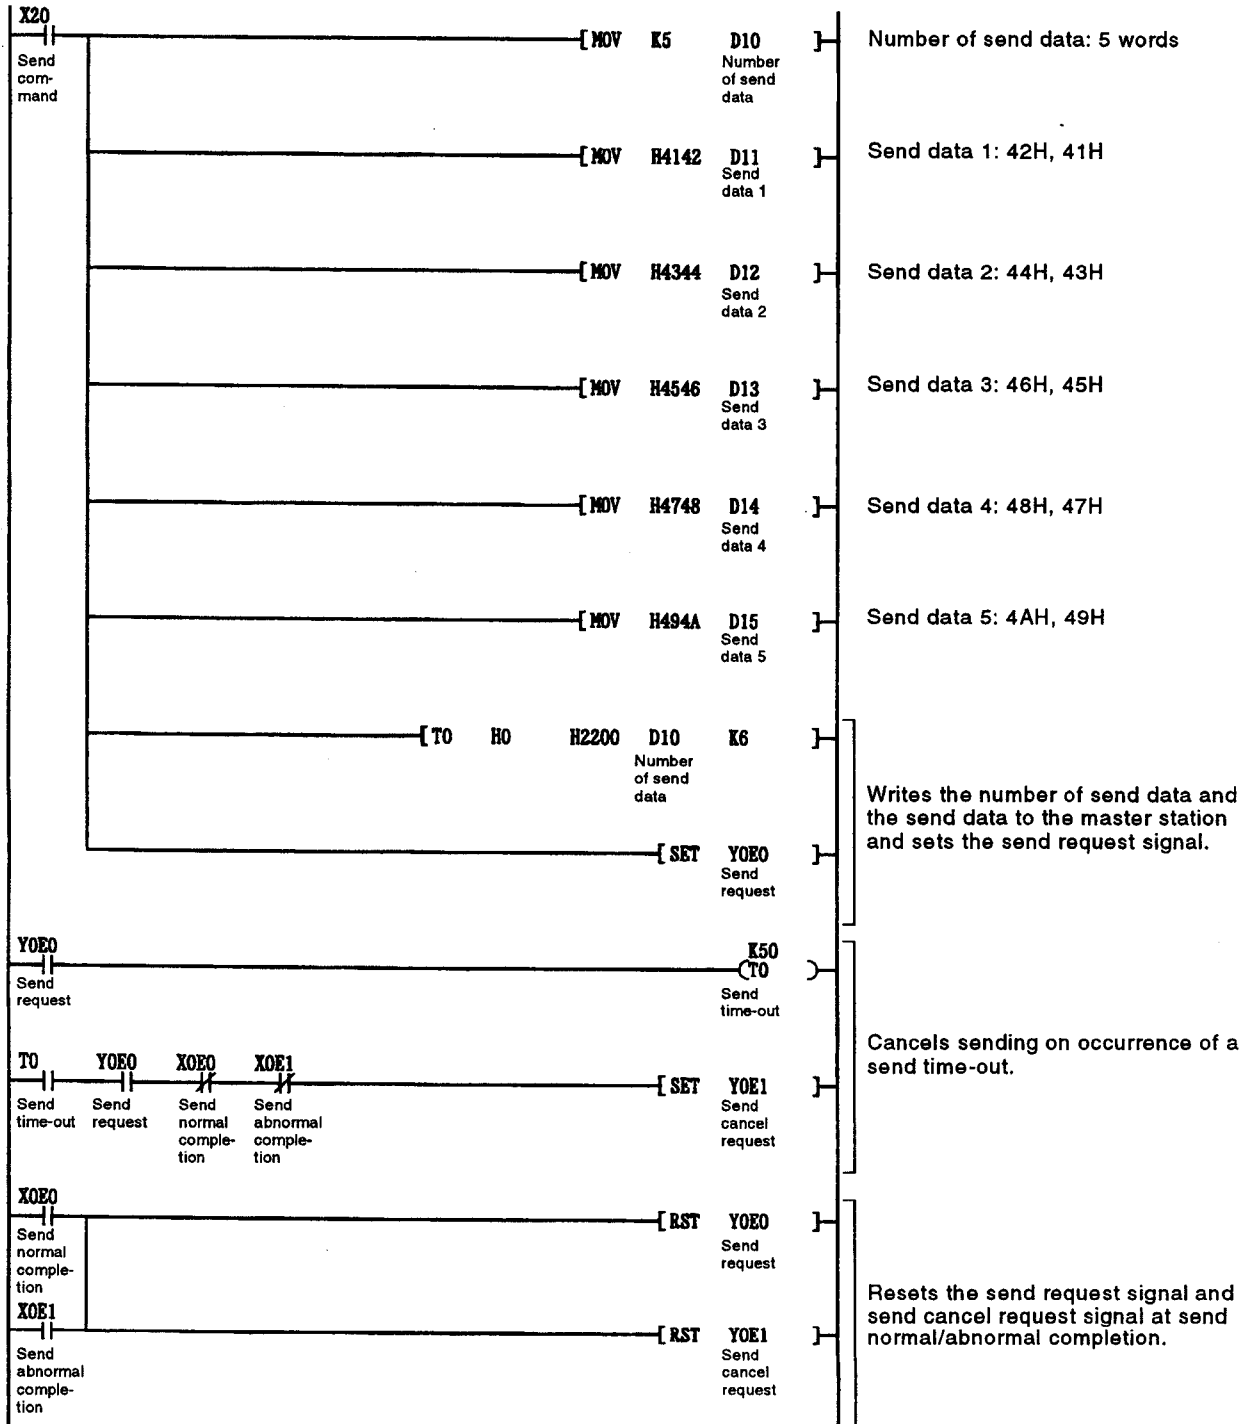 X20
Send
com-
mand
[ MOV K5 D10 ]
Number
of send
data
Number of send data: 5 words
[ MOV H4142 D11 ]
Send
data 1
Send data 1: 42H, 41H
[ MOV H4344 D12 ]
Send
data 2
Send data 2: 44H, 43H
[ MOV H4546 D13 ]
Send
data 3
Send data 3: 46H, 45H
[ MOV H4748 D14 ]
Send
data 4
Send data 4: 48H, 47H
[ MOV H494A D15 ]
Send
data 5
Send data 5: 4AH, 49H
[ TO H0 H2200 D10 K6 ]
Number
of send
data
Writes the number of send data and
the send data to the master station
and sets the send request signal.
[ SET Y0E0 ]
Send
request
Y0E0
Send
request
K50
( T0 )
Send
time-out
Cancels sending on occurrence of a
send time-out.
T0 Y0E0 X0E0 X0E1
Send
time-out
Send
request
Send
normal
comple-
tion
Send
abnormal
comple-
tion
[ SET Y0E1 ]
Send
cancel
request
X0E0
Send
normal
comple-
tion
[ RST Y0E0 ]
Send
request
Resets the send request signal and
send cancel request signal at send
normal/abnormal completion.
X0E1
Send
abnormal
comple-
tion
[ RST Y0E1 ]
Send
cancel
request